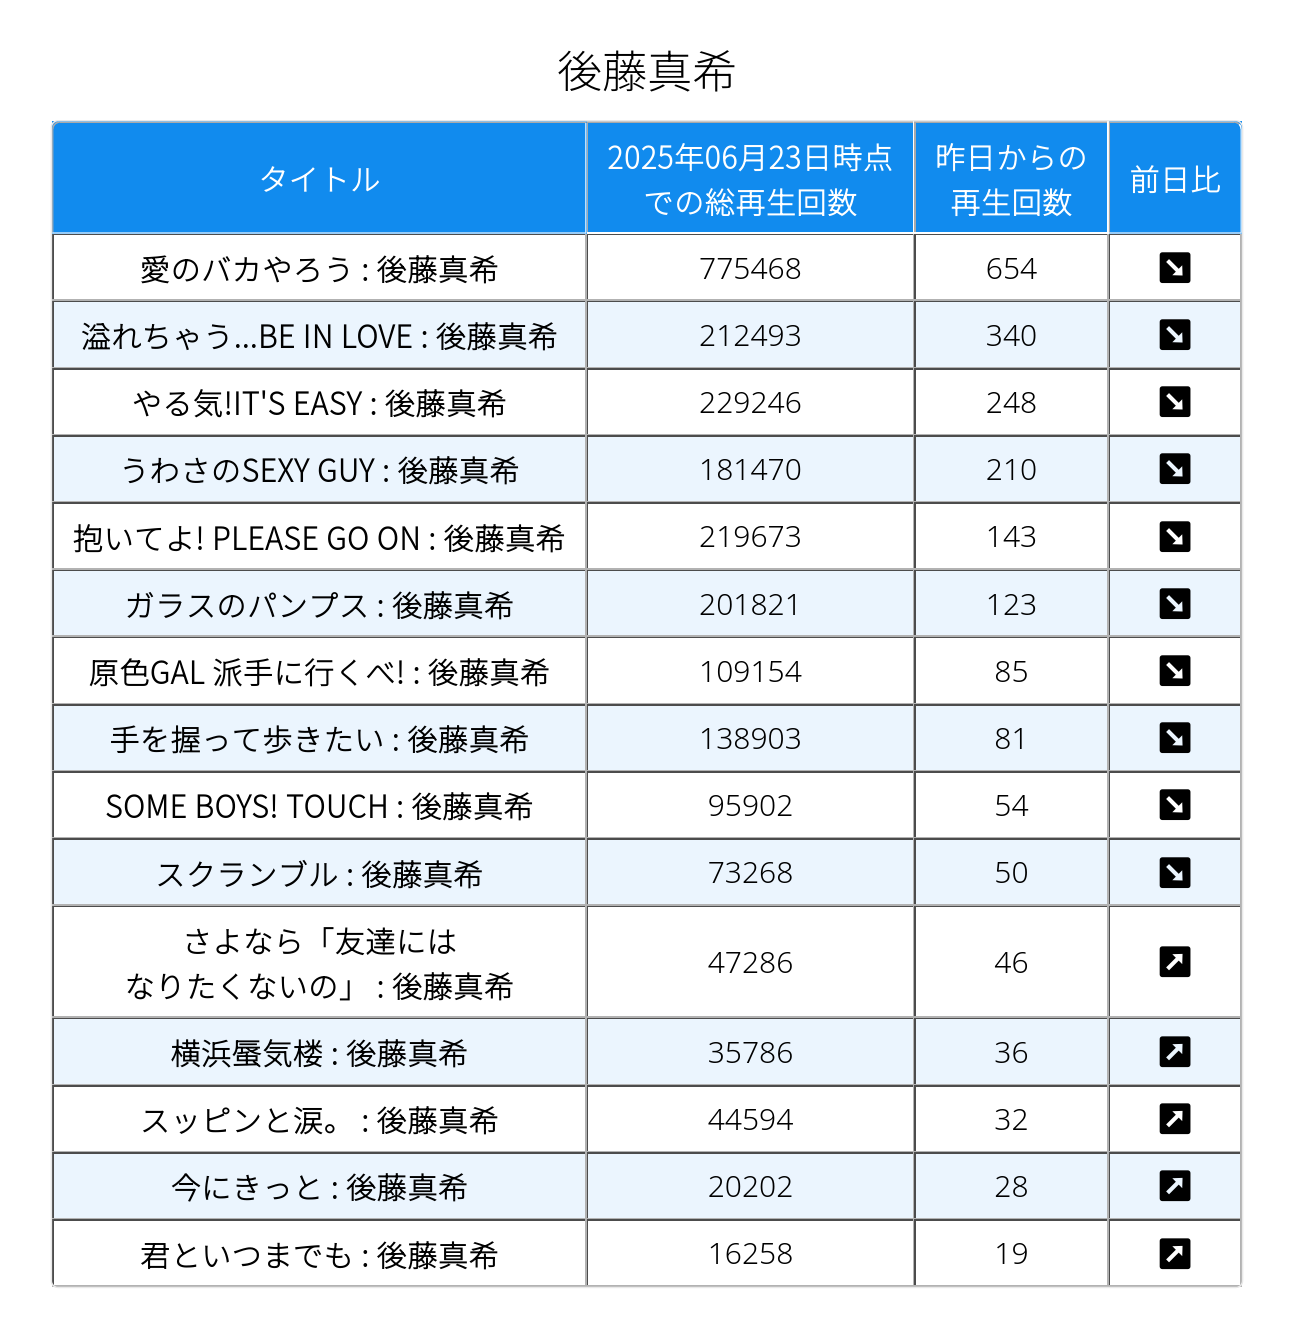 後藤真希
タイトル
2025年06月23日時点
での総再生回数
昨日からの
再生回数
前日比
愛のバカやろう : 後藤真希 775468 654
溢れちゃう...BE IN LOVE : 後藤真希 212493 340
やる気!IT'S EASY : 後藤真希 229246 248
うわさのSEXY GUY : 後藤真希 181470 210
抱いてよ! PLEASE GO ON : 後藤真希 219673 143
ガラスのパンプス : 後藤真希 201821 123
原色GAL 派手に行くべ! : 後藤真希 109154 85
手を握って歩きたい : 後藤真希 138903 81
SOME BOYS! TOUCH : 後藤真希 95902 54
スクランブル : 後藤真希 73268 50
さよなら「友達には
なりたくないの」 : 後藤真希 47286 46
横浜蜃気楼 : 後藤真希 35786 36
スッピンと涙。 : 後藤真希 44594 32
今にきっと : 後藤真希 20202 28
君といつまでも : 後藤真希 16258 19